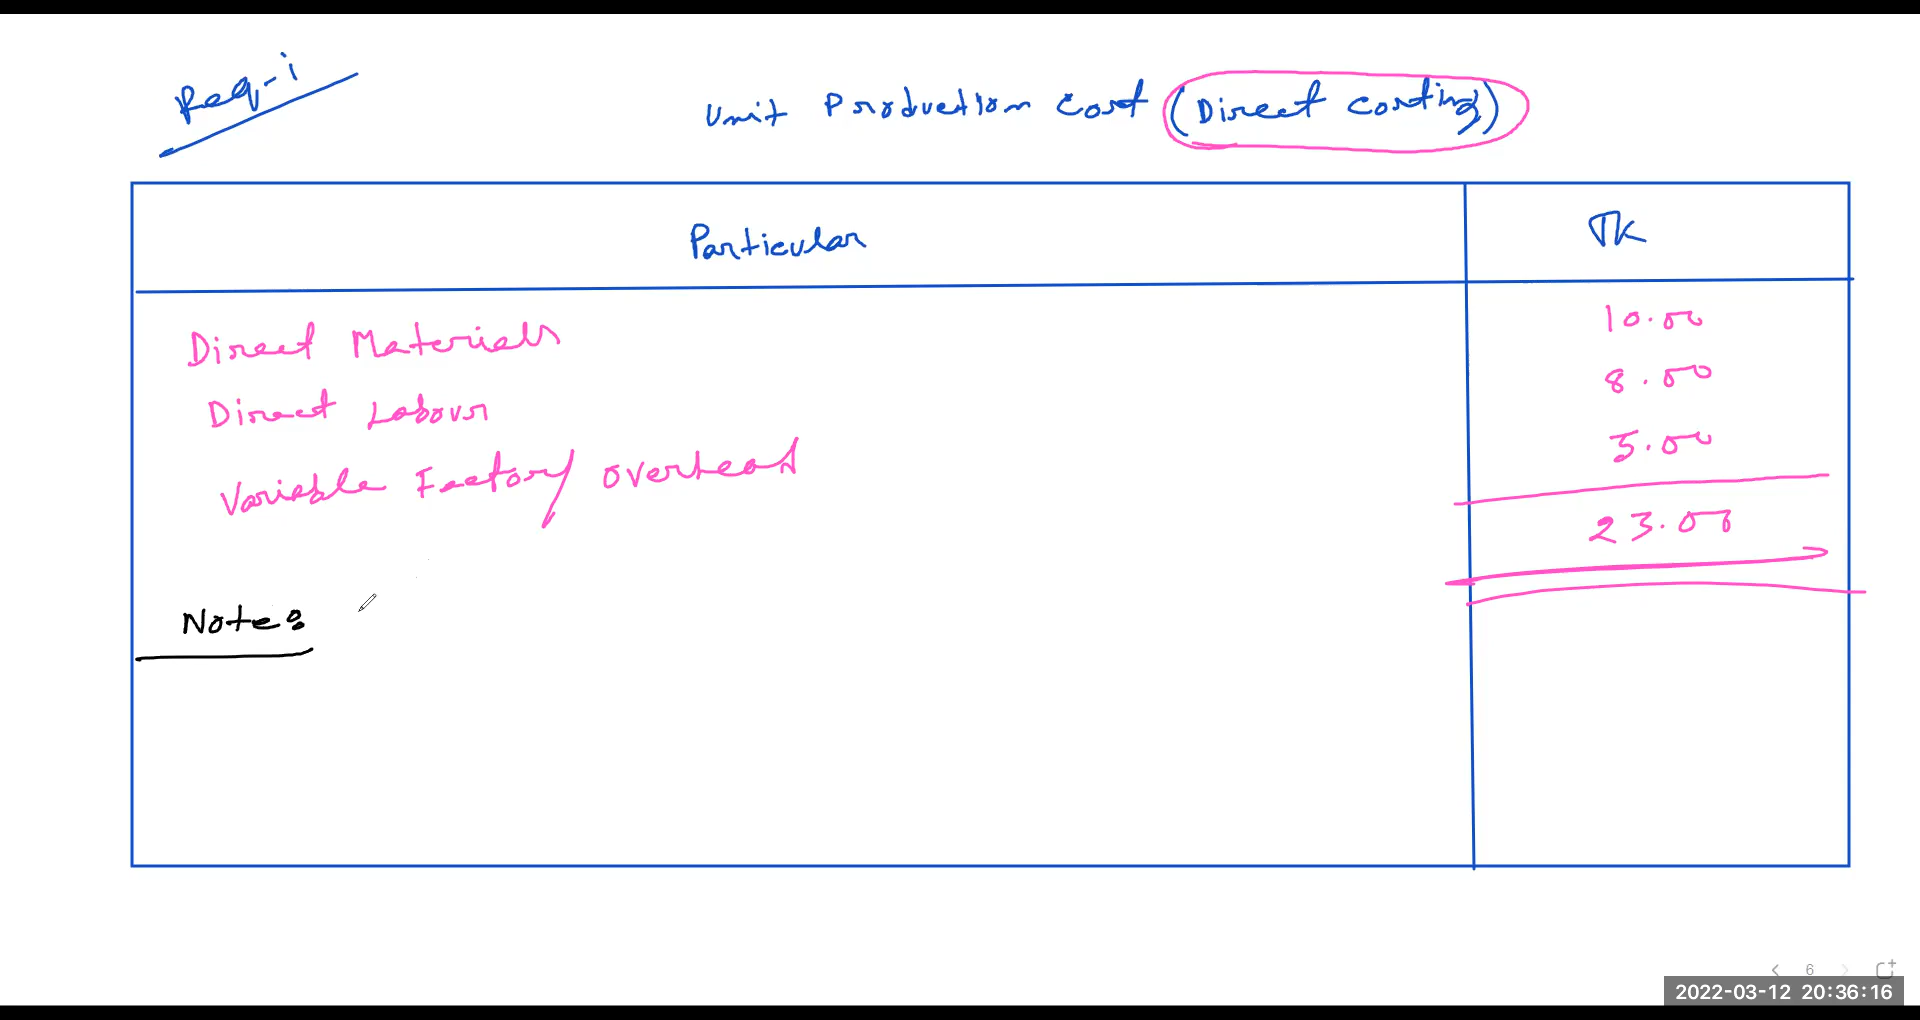 Req-i
Unit Production Cost (Direct Costing)
Particular TK
Direct Materials 10.00
Direct Labour 8.00
Variable Factory overhead 5.00
23.00
Note:
6
2022-03-12 20:36:16